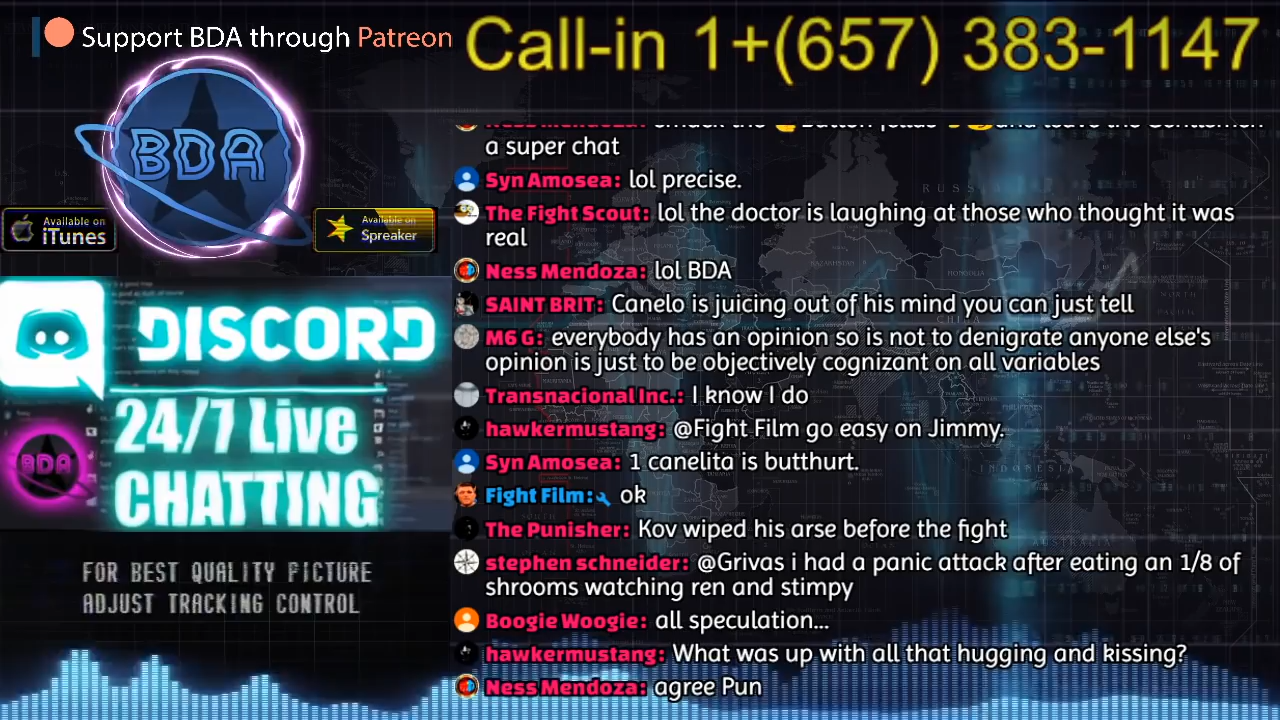 Support BDA through Patreon
Call-in 1+(657) 383-1147
BDA
Available on
iTunes
Available on
Spreaker
DISCORD
24/7 Live
CHATTING
BDA
FOR BEST QUALITY PICTURE
ADJUST TRACKING CONTROL
a super chat
Syn Amosea: lol precise.
The Fight Scout: lol the doctor is laughing at those who thought it was
real
Ness Mendoza: lol BDA
SAINT BRIT: Canelo is juicing out of his mind you can just tell
M6 G: everybody has an opinion so is not to denigrate anyone else's
opinion is just to be objectively cognizant on all variables
Transnacional Inc.: I know I do
hawkermustang: @Fight Film go easy on Jimmy.
Syn Amosea: 1 canelita is butthurt.
Fight Film: ok
The Punisher: Kov wiped his arse before the fight
stephen schneider: @Grivas i had a panic attack after eating an 1/8 of
shrooms watching ren and stimpy
Boogie Woogie: all speculation...
hawkermustang: What was up with all that hugging and kissing?
Ness Mendoza: agree Pun
RUSSIA
KAZAKHSTAN
MONGOLIA
CHINA
INDONESIA
AUSTRALIA